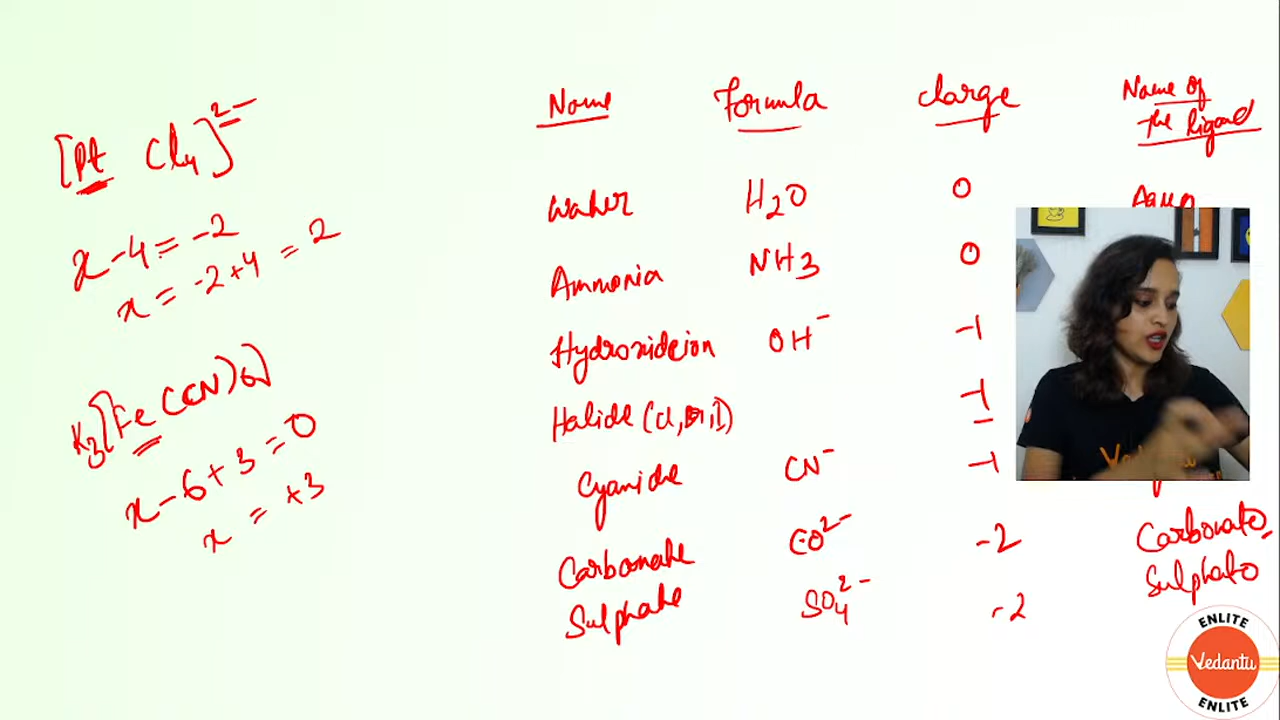 [Pt Cl4]2-
x - 4 = -2
x = -2+4 = 2
K3[Fe(CN)6]
x - 6 + 3 = 0
x = +3
Name Formula Charge Name of the ligand
Water H2O 0 Aquo
Ammonia NH3 0
Hydroxide ion OH- -1
Halide (Cl, Br, I) -1
Cyanide CN- -1
Carbonate CO2- -2 Carbonato
Sulphate SO4 2- -2 Sulphato
ENLITE
Vedantu
ENLITE